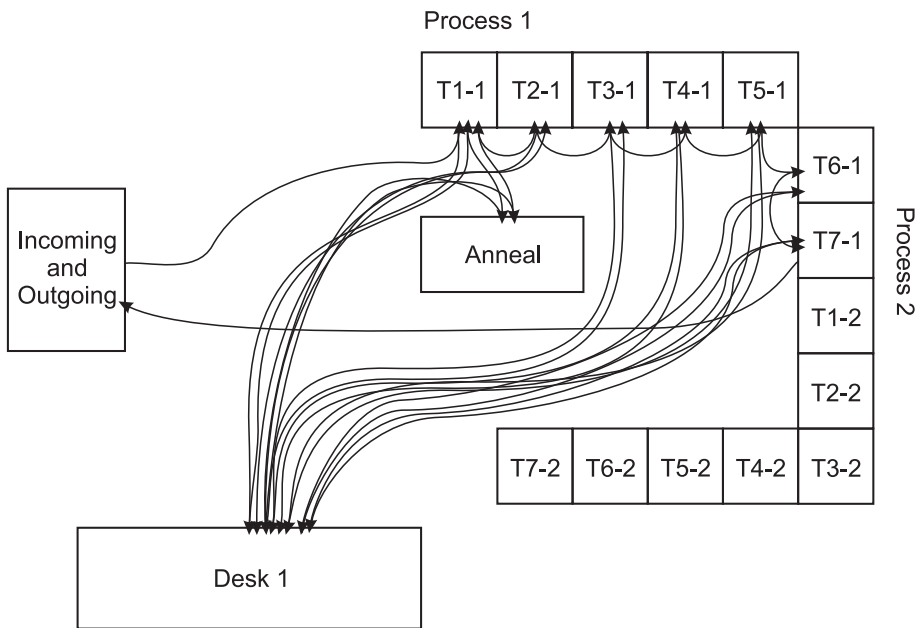 Process 1
T1-1
T2-1
T3-1
T4-1
T5-1
T6-1
Incoming
and
Outgoing
Anneal
T7-1
Process 2
T1-2
T2-2
T7-2
T6-2
T5-2
T4-2
T3-2
Desk 1